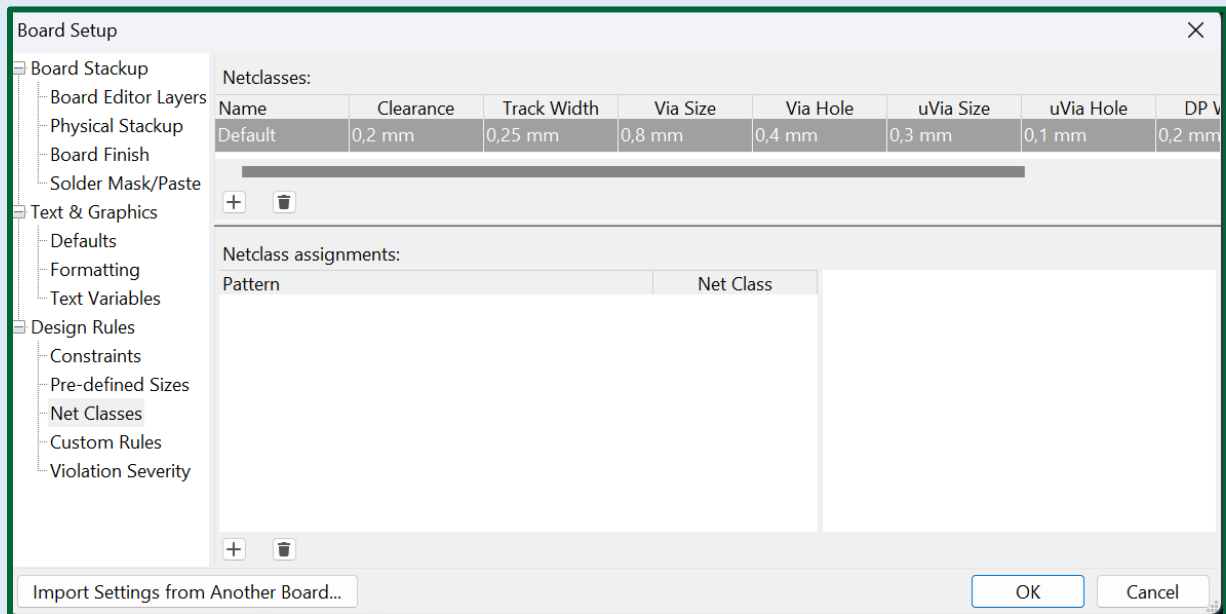 Board Setup
Board Stackup
Board Editor Layers
Physical Stackup
Board Finish
Solder Mask/Paste
Text & Graphics
Defaults
Formatting
Text Variables
Design Rules
Constraints
Pre-defined Sizes
Net Classes
Custom Rules
Violation Severity
Netclasses:
Name Clearance Track Width Via Size Via Hole uVia Size uVia Hole DP
Default 0,2 mm 0,25 mm 0,8 mm 0,4 mm 0,3 mm 0,1 mm 0,2 mm
Netclass assignments:
Pattern Net Class
Import Settings from Another Board... OK Cancel